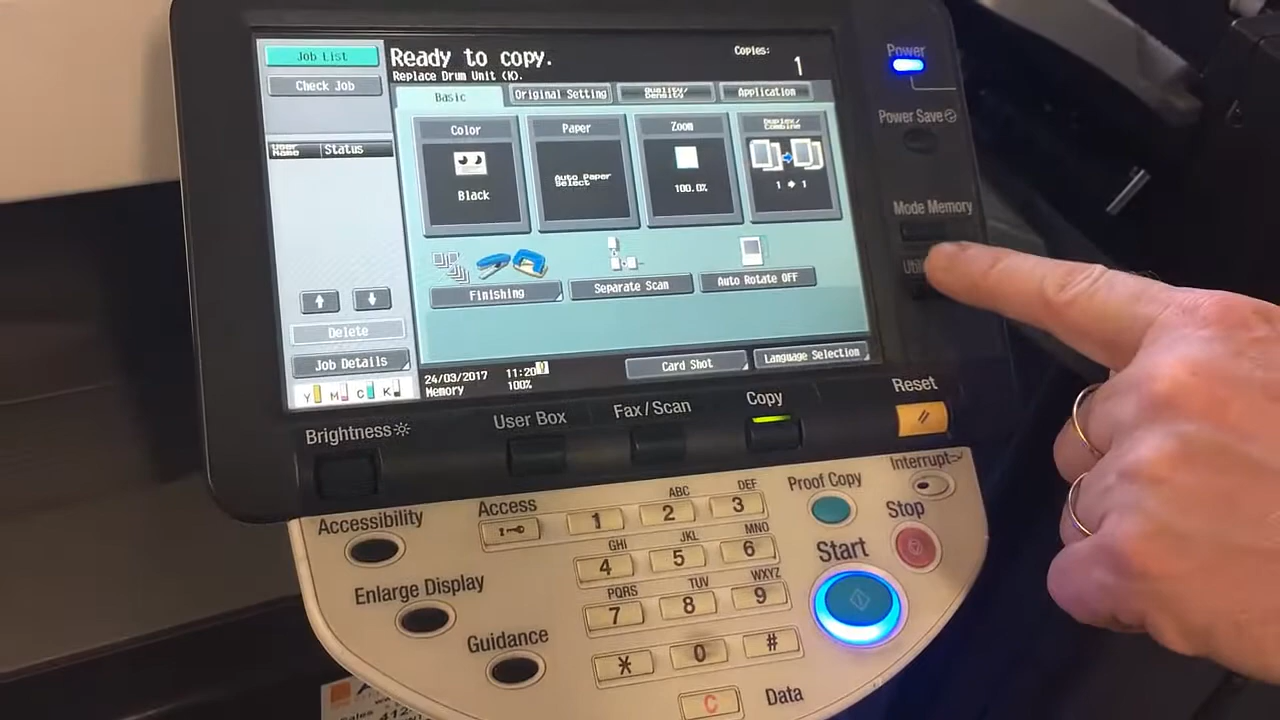 Job List
Ready to copy.
Copies:
1
Replace Drum Unit (K).
Check Job
Basic
Original Setting
Quality/
Density
Application
User
Name
Status
Color
Paper
Zoom
Duplex/
Combine
Black
Auto Paper
Select
100.0%
1 → 1
Finishing
Separate Scan
Auto Rotate OFF
Delete
Job Details
24/03/2017
11:20
Memory
100%
Card Shot
Language Selection
Y M C K
Power
Power Save
Mode Memory
Brightness
User Box
Fax/Scan
Copy
Reset
Accessibility
Access
ABC
DEF
1
2
3
Proof Copy
Interrupt
Stop
GHI
JKL
MNO
4
5
6
Start
Enlarge Display
PQRS
TUV
WXYZ
7
8
9
Guidance
*
0
#
C
Data
Sales